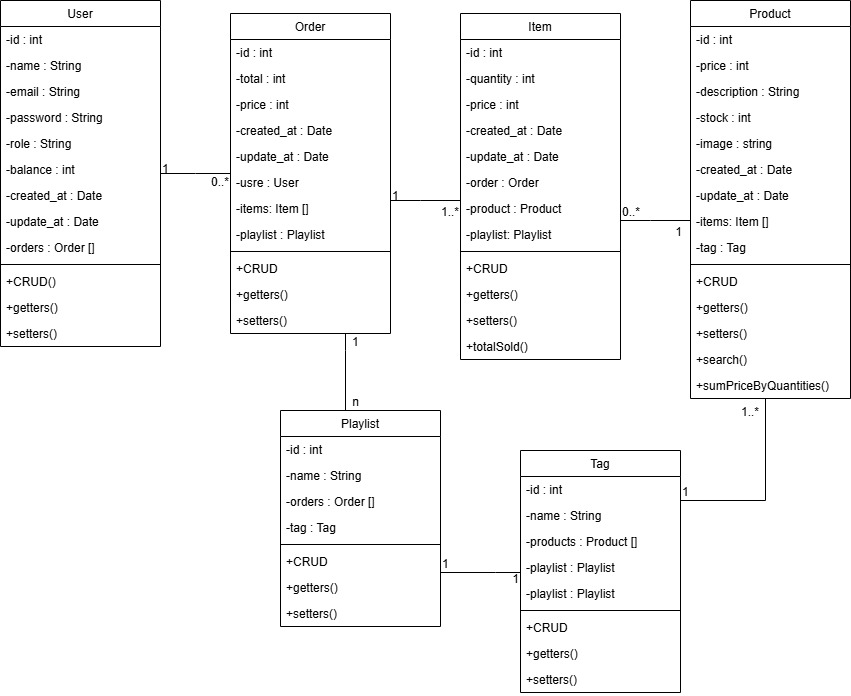 User
-id : int
-name : String
-email : String
-password : String
-role : String
-balance : int
-created_at : Date
-update_at : Date
-orders : Order []
+CRUD()
+getters()
+setters()
1
0..*
Order
-id : int
-total : int
-price : int
-created_at : Date
-update_at : Date
-usre : User
-items: Item []
-playlist : Playlist
+CRUD
+getters()
+setters()
1
1..*
Item
-id : int
-quantity : int
-price : int
-created_at : Date
-update_at : Date
-order : Order
-product : Product
-playlist: Playlist
+CRUD
+getters()
+setters()
+totalSold()
0..*
1
Product
-id : int
-price : int
-description : String
-stock : int
-image : string
-created_at : Date
-update_at : Date
-items: Item []
-tag : Tag
+CRUD
+getters()
+setters()
+search()
+sumPriceByQuantities()
1
n
Playlist
-id : int
-name : String
-orders : Order []
-tag : Tag
+CRUD
+getters()
+setters()
1
1
Tag
-id : int
-name : String
-products : Product []
-playlist : Playlist
-playlist : Playlist
+CRUD
+getters()
+setters()
1
1..*